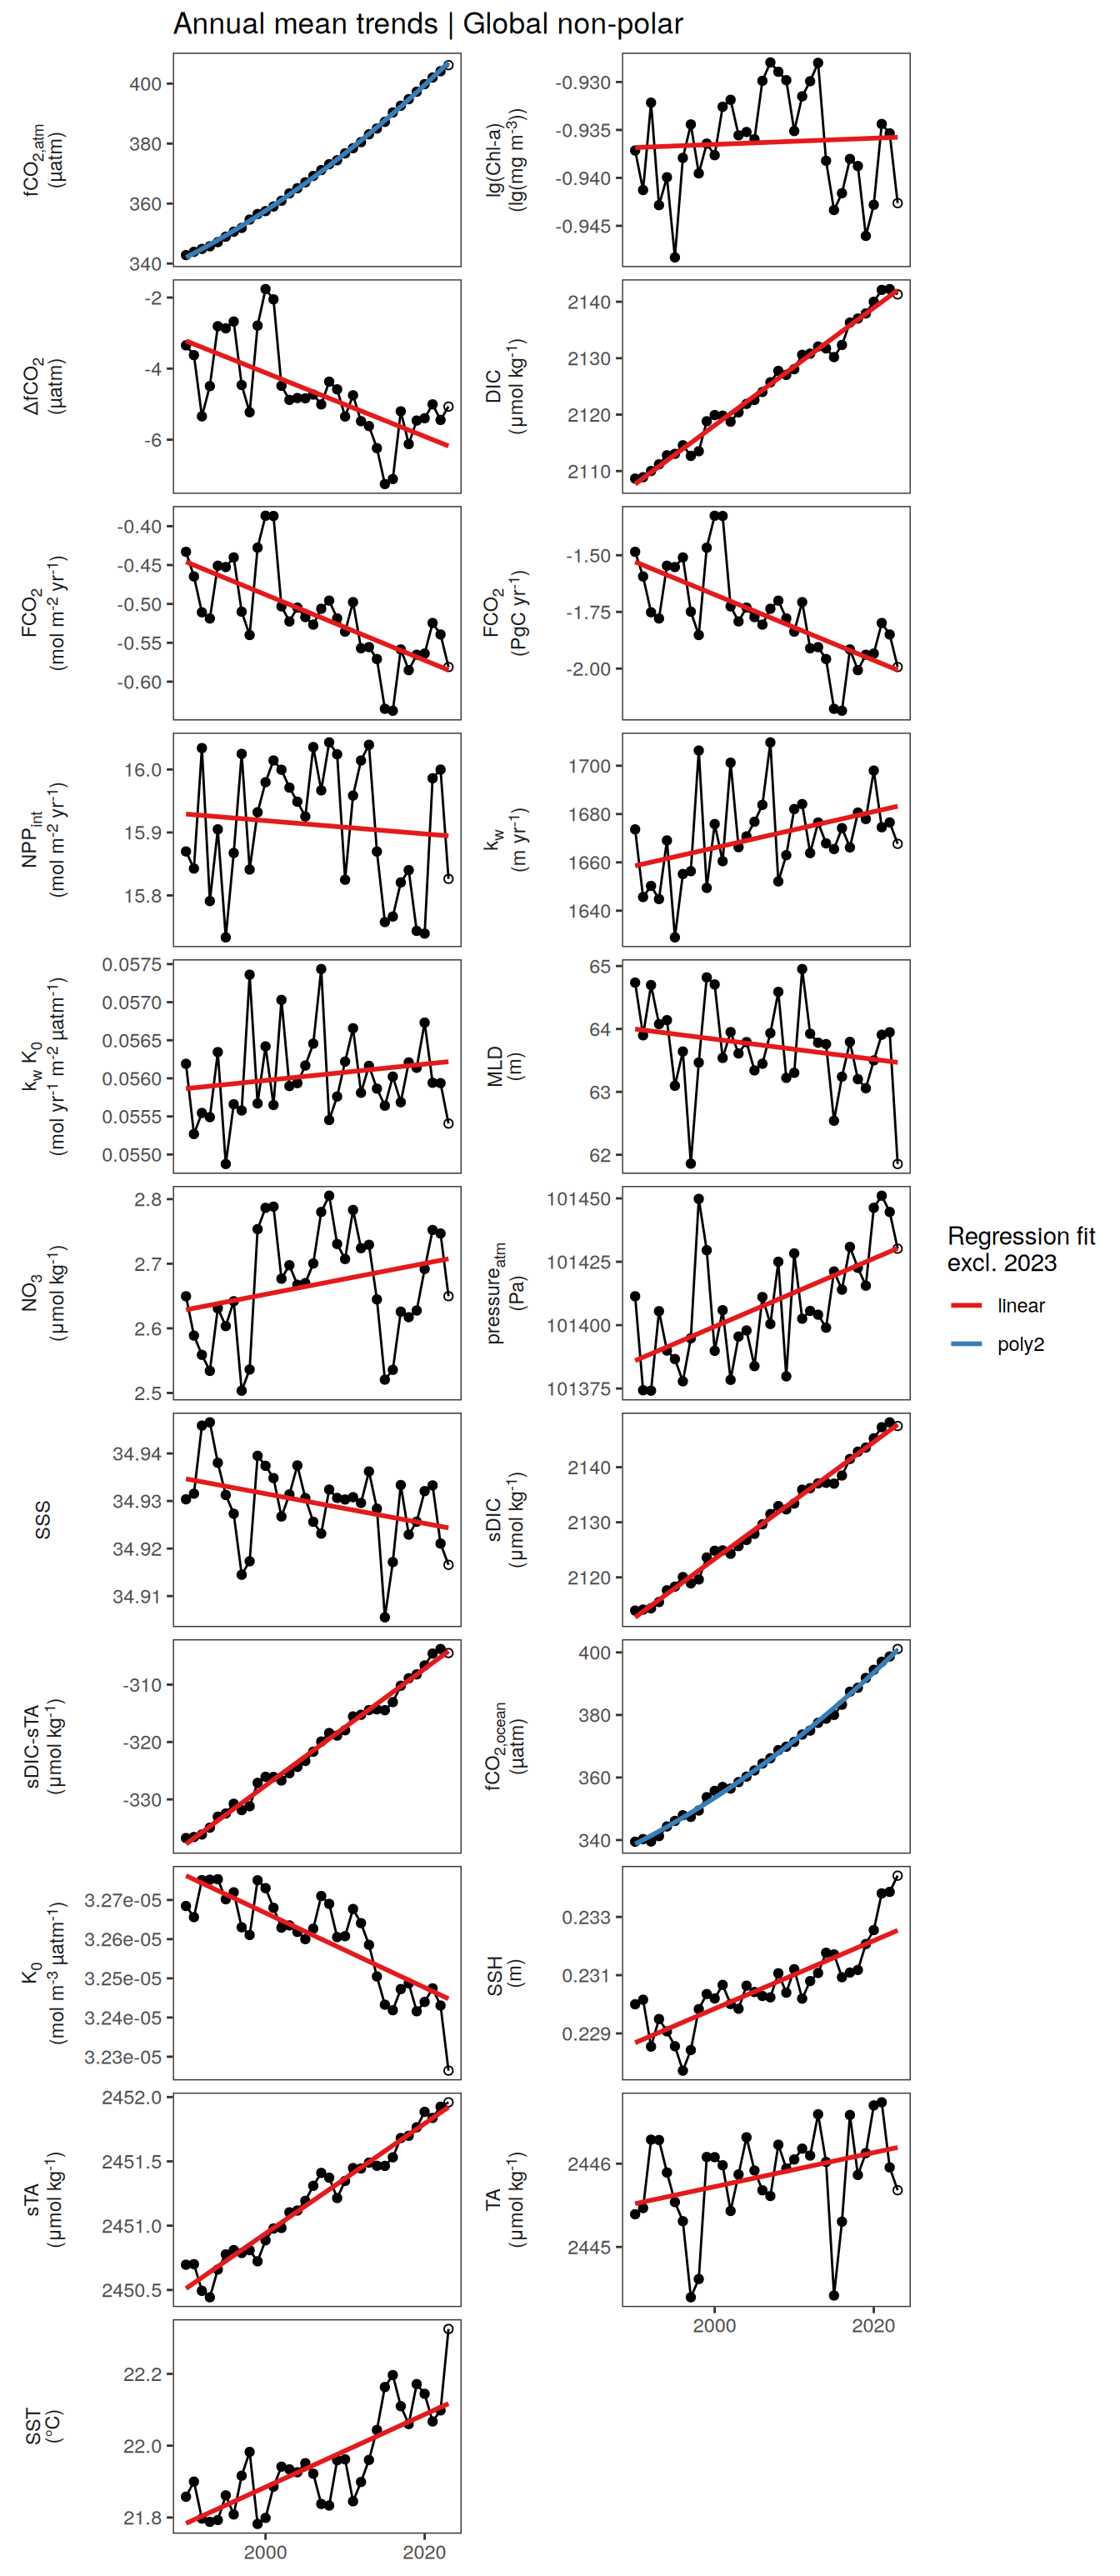 Annual mean trends | Global non-polar
fCO2,atm
(µatm)
400
380
360
340
lg(Chl-a)
(lg(mg m-3))
-0.930
-0.935
-0.940
-0.945
ΔfCO2
(µatm)
-2
-4
-6
DIC
(µmol kg-1)
2140
2130
2120
2110
FCO2
(mol m-2 yr-1)
-0.40
-0.45
-0.50
-0.55
-0.60
FCO2
(PgC yr-1)
-1.50
-1.75
-2.00
NPPint
(mol m-2 yr-1)
16.0
15.9
15.8
kw
(m yr-1)
1700
1680
1660
1640
kw K0
(mol yr-1 m-2 µatm-1)
0.0575
0.0570
0.0565
0.0560
0.0555
0.0550
MLD
(m)
65
64
63
62
NO3
(µmol kg-1)
2.8
2.7
2.6
2.5
pressureatm
(Pa)
101450
101425
101400
101375
Regression fit
excl. 2023
linear
poly2
SSS
34.94
34.93
34.92
34.91
sDIC
(µmol kg-1)
2140
2130
2120
sDIC-sTA
(µmol kg-1)
-310
-320
-330
fCO2,ocean
(µatm)
400
380
360
340
K0
(mol m-3 µatm-1)
3.27e-05
3.26e-05
3.25e-05
3.24e-05
3.23e-05
SSH
(m)
0.233
0.231
0.229
sTA
(µmol kg-1)
2452.0
2451.5
2451.0
2450.5
TA
(µmol kg-1)
2446
2445
2000
2020
SST
(°C)
22.2
22.0
21.8
2000
2020